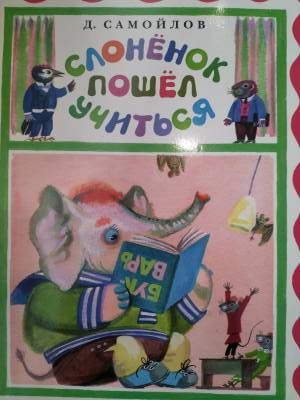 Д. САМОЙЛОВ
СЛОНЁНОК
ПОШЁЛ
УЧИТЬСЯ
БУК
ВАРЬ